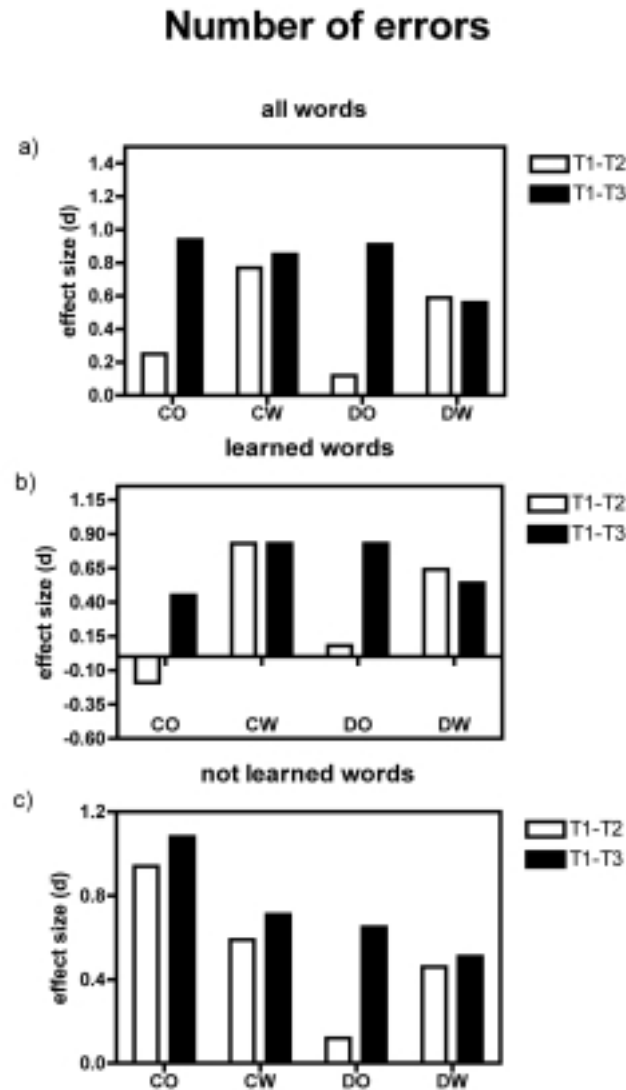 Number of errors
all words
a)
effect size (d)
1.4
1.2
1.0
0.8
0.6
0.4
0.2
0.0
CO CW DO DW
T1-T2
T1-T3
learned words
b)
effect size (d)
1.15
0.90
0.65
0.40
0.15
-0.10
-0.35
-0.60
CO CW DO DW
T1-T2
T1-T3
not learned words
c)
effect size (d)
1.2
0.8
0.4
0.0
CO CW DO DW
T1-T2
T1-T3